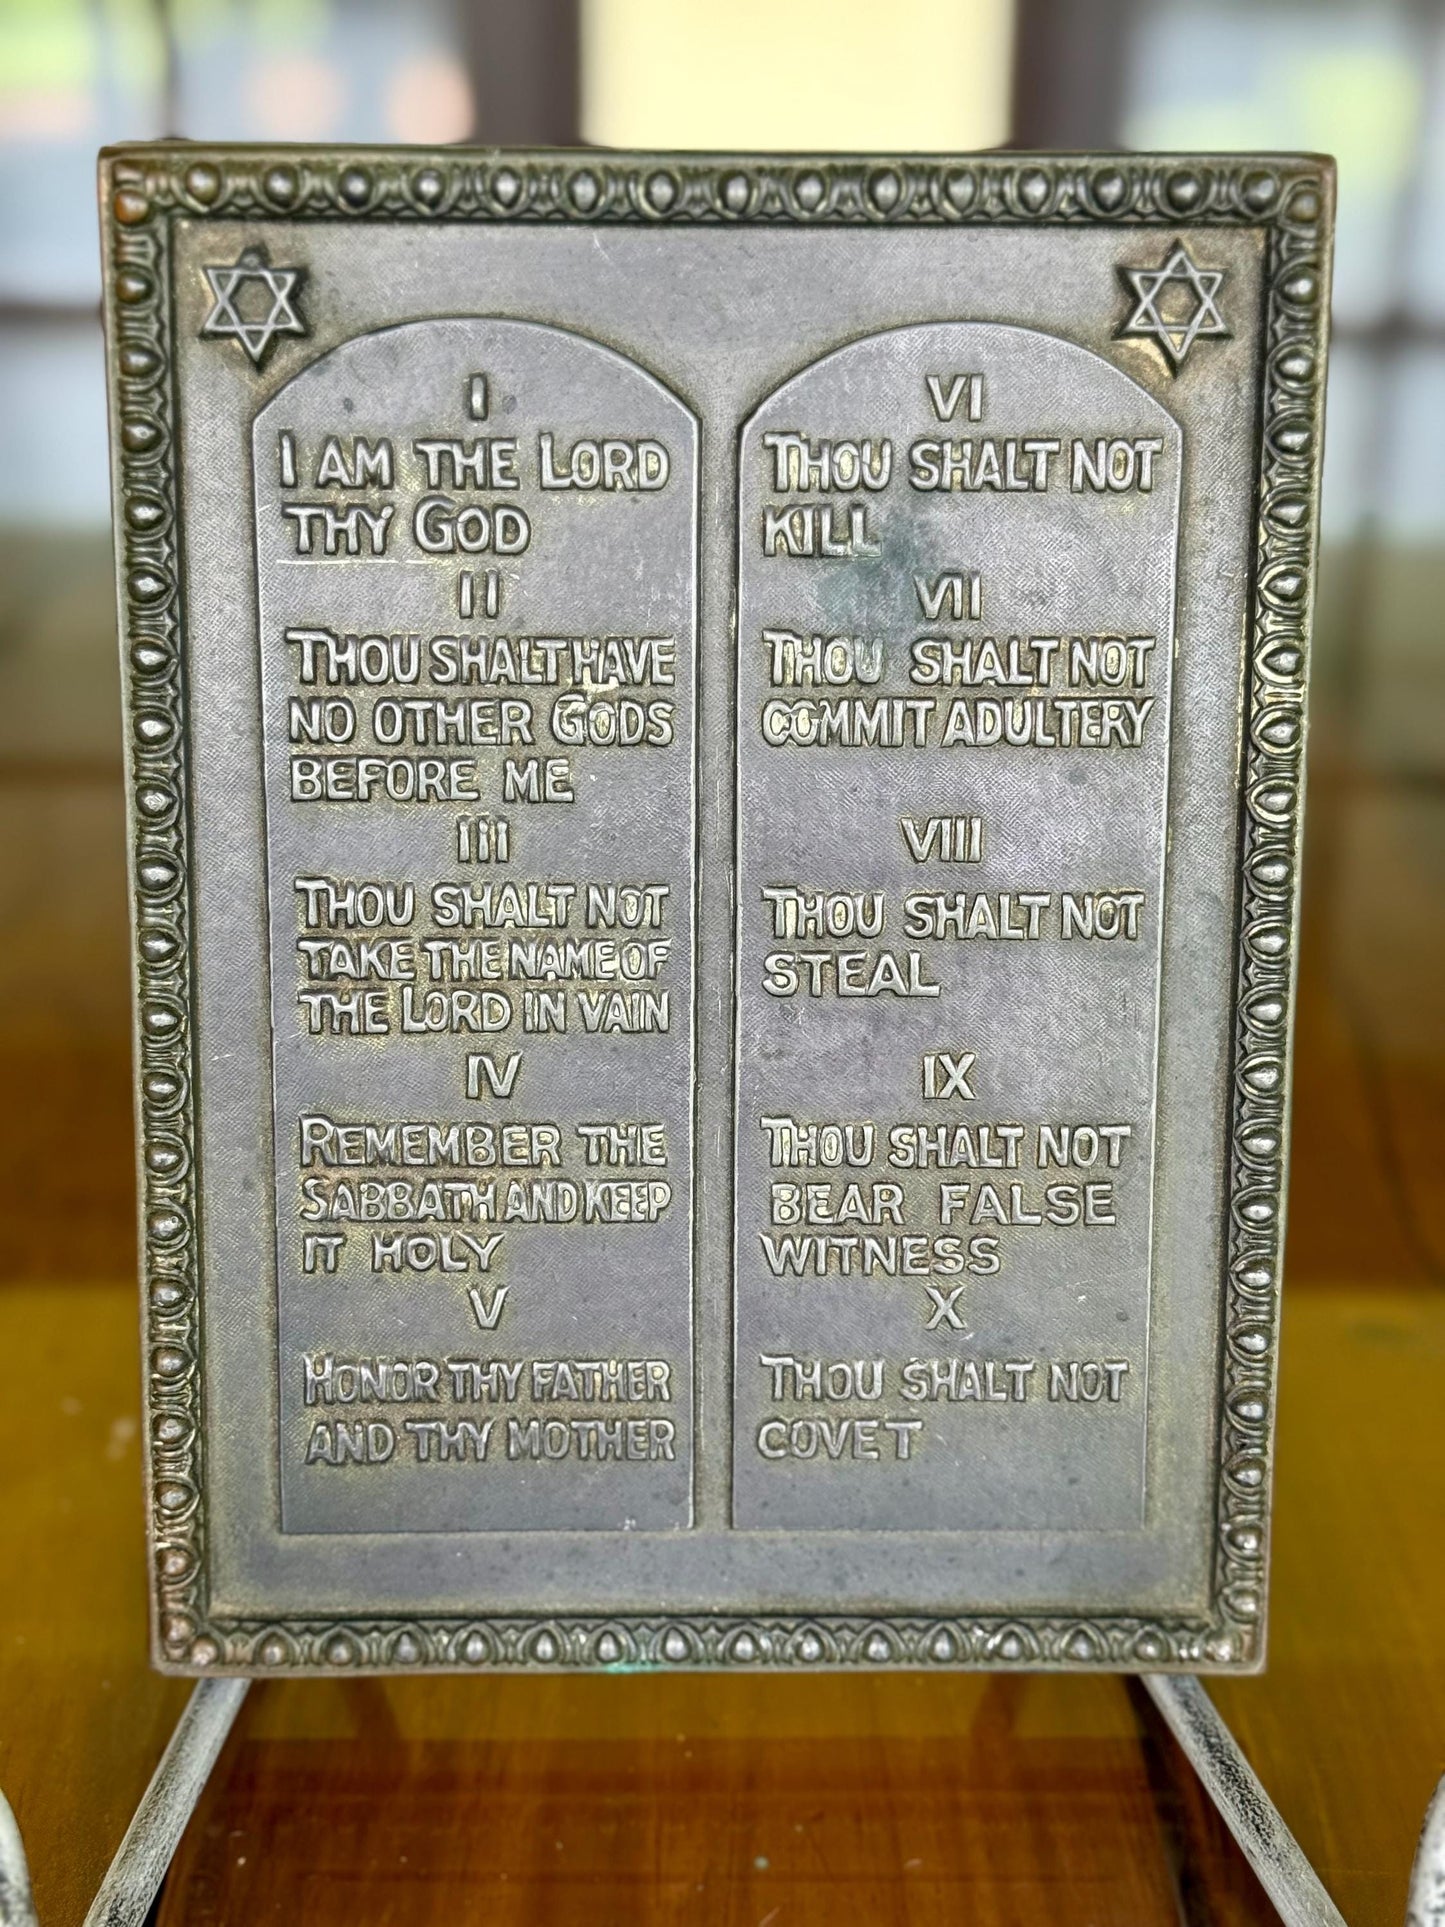 I
I AM THE LORD
THY GOD
II
THOU SHALT HAVE
NO OTHER GODS
BEFORE ME
III
THOU SHALT NOT
TAKE THE NAME OF
THE LORD IN VAIN
IV
REMEMBER THE
SABBATH AND KEEP
IT HOLY
V
HONOR THY FATHER
AND THY MOTHER
VI
THOU SHALT NOT
KILL
VII
THOU SHALT NOT
COMMIT ADULTERY
VIII
THOU SHALT NOT
STEAL
IX
THOU SHALT NOT
BEAR FALSE
WITNESS
X
THOU SHALT NOT
COVET